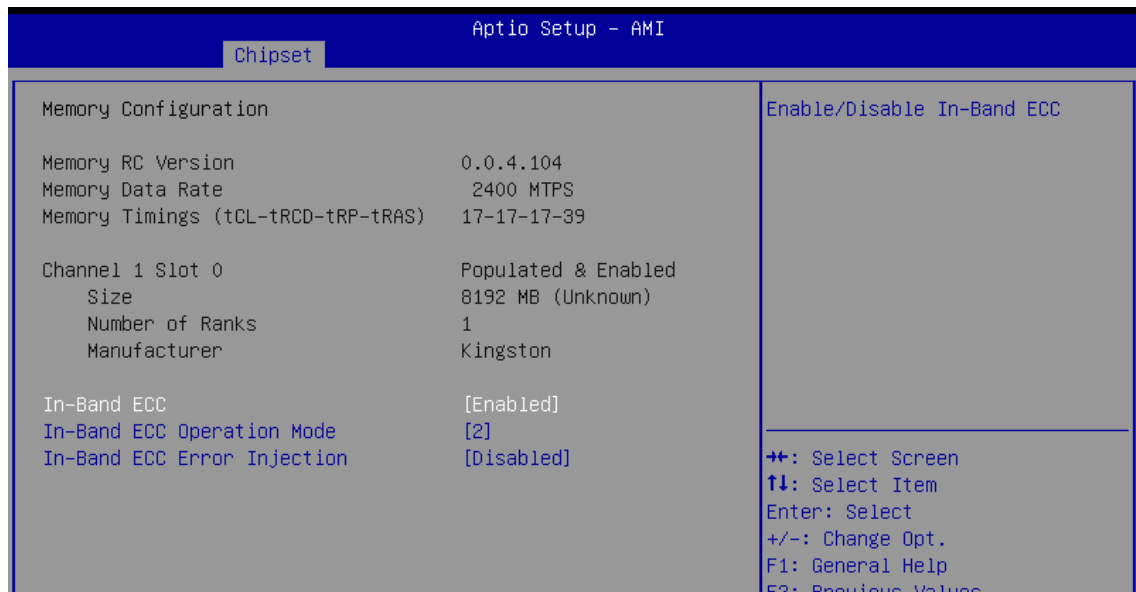 Aptio Setup - AMI
Chipset
Memory Configuration
Memory RC Version 0.0.4.104
Memory Data Rate 2400 MTPS
Memory Timings (tCL-tRCD-tRP-tRAS) 17-17-17-39
Channel 1 Slot 0 Populated & Enabled
Size 8192 MB (Unknown)
Number of Ranks 1
Manufacturer Kingston
In-Band ECC [Enabled]
In-Band ECC Operation Mode [2]
In-Band ECC Error Injection [Disabled]
Enable/Disable In-Band ECC
→←: Select Screen
↑↓: Select Item
Enter: Select
+/-: Change Opt.
F1: General Help
F2: Previous Values